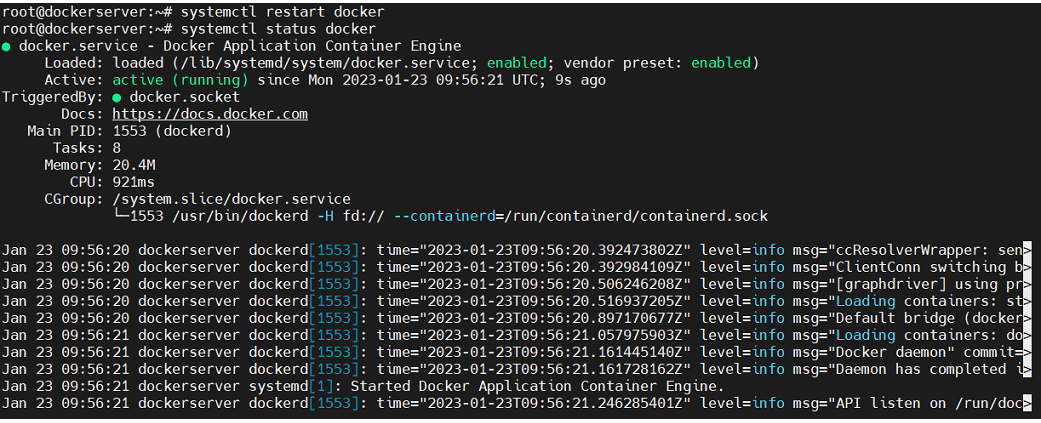 root@dockerserver:~# systemctl restart docker
root@dockerserver:~# systemctl status docker
● docker.service - Docker Application Container Engine
     Loaded: loaded (/lib/systemd/system/docker.service; enabled; vendor preset: enabled)
     Active: active (running) since Mon 2023-01-23 09:56:21 UTC; 9s ago
TriggeredBy: ● docker.socket
       Docs: https://docs.docker.com
   Main PID: 1553 (dockerd)
      Tasks: 8
     Memory: 20.4M
        CPU: 921ms
     CGroup: /system.slice/docker.service
             └─1553 /usr/bin/dockerd -H fd:// --containerd=/run/containerd/containerd.sock
Jan 23 09:56:20 dockerserver dockerd[1553]: time="2023-01-23T09:56:20.392473802Z" level=info msg="ccResolverWrapper: sen>
Jan 23 09:56:20 dockerserver dockerd[1553]: time="2023-01-23T09:56:20.392984109Z" level=info msg="ClientConn switching b>
Jan 23 09:56:20 dockerserver dockerd[1553]: time="2023-01-23T09:56:20.506246208Z" level=info msg="[graphdriver] using pr>
Jan 23 09:56:20 dockerserver dockerd[1553]: time="2023-01-23T09:56:20.516937205Z" level=info msg="Loading containers: st>
Jan 23 09:56:20 dockerserver dockerd[1553]: time="2023-01-23T09:56:20.897170677Z" level=info msg="Default bridge (docker>
Jan 23 09:56:21 dockerserver dockerd[1553]: time="2023-01-23T09:56:21.057975903Z" level=info msg="Loading containers: do>
Jan 23 09:56:21 dockerserver dockerd[1553]: time="2023-01-23T09:56:21.161445140Z" level=info msg="Docker daemon" commit=>
Jan 23 09:56:21 dockerserver dockerd[1553]: time="2023-01-23T09:56:21.161728162Z" level=info msg="Daemon has completed i>
Jan 23 09:56:21 dockerserver systemd[1]: Started Docker Application Container Engine.
Jan 23 09:56:21 dockerserver dockerd[1553]: time="2023-01-23T09:56:21.246285401Z" level=info msg="API listen on /run/doc>